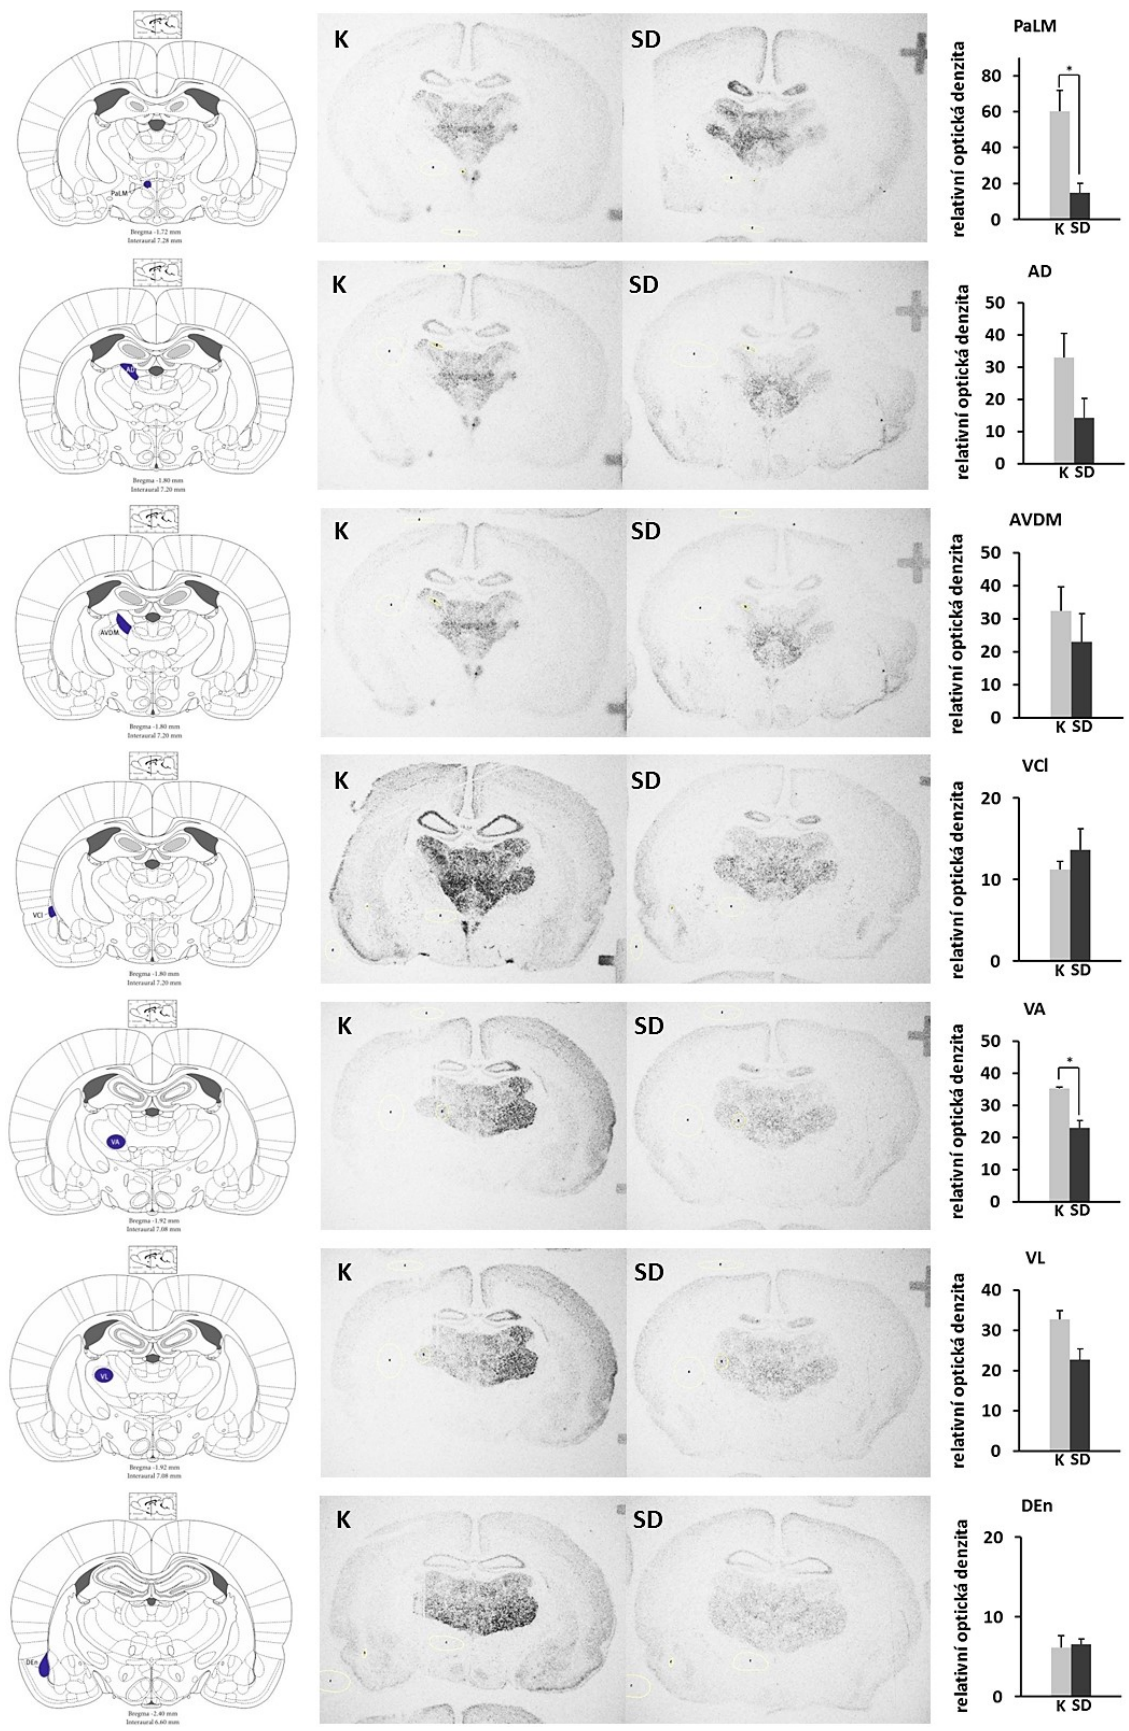 K
SD
PaLM
relativní optická denzita
80
60
40
20
0
*
K SD
PaLM
Bregma -1.72 mm
Interaural 7.28 mm
K
SD
AD
relativní optická denzita
50
40
30
20
10
0
K SD
AD
Bregma -1.80 mm
Interaural 7.20 mm
K
SD
AVDM
relativní optická denzita
50
40
30
20
10
0
K SD
AVDM
Bregma -1.80 mm
Interaural 7.20 mm
K
SD
VCl
relativní optická denzita
20
10
0
K SD
VCl
Bregma -1.80 mm
Interaural 7.20 mm
K
SD
VA
relativní optická denzita
50
40
30
20
10
0
*
K SD
VA
Bregma -1.92 mm
Interaural 7.08 mm
K
SD
VL
relativní optická denzita
40
30
20
10
0
K SD
VL
Bregma -1.92 mm
Interaural 7.08 mm
K
SD
DEn
relativní optická denzita
20
10
0
K SD
DEn
Bregma -2.40 mm
Interaural 6.60 mm